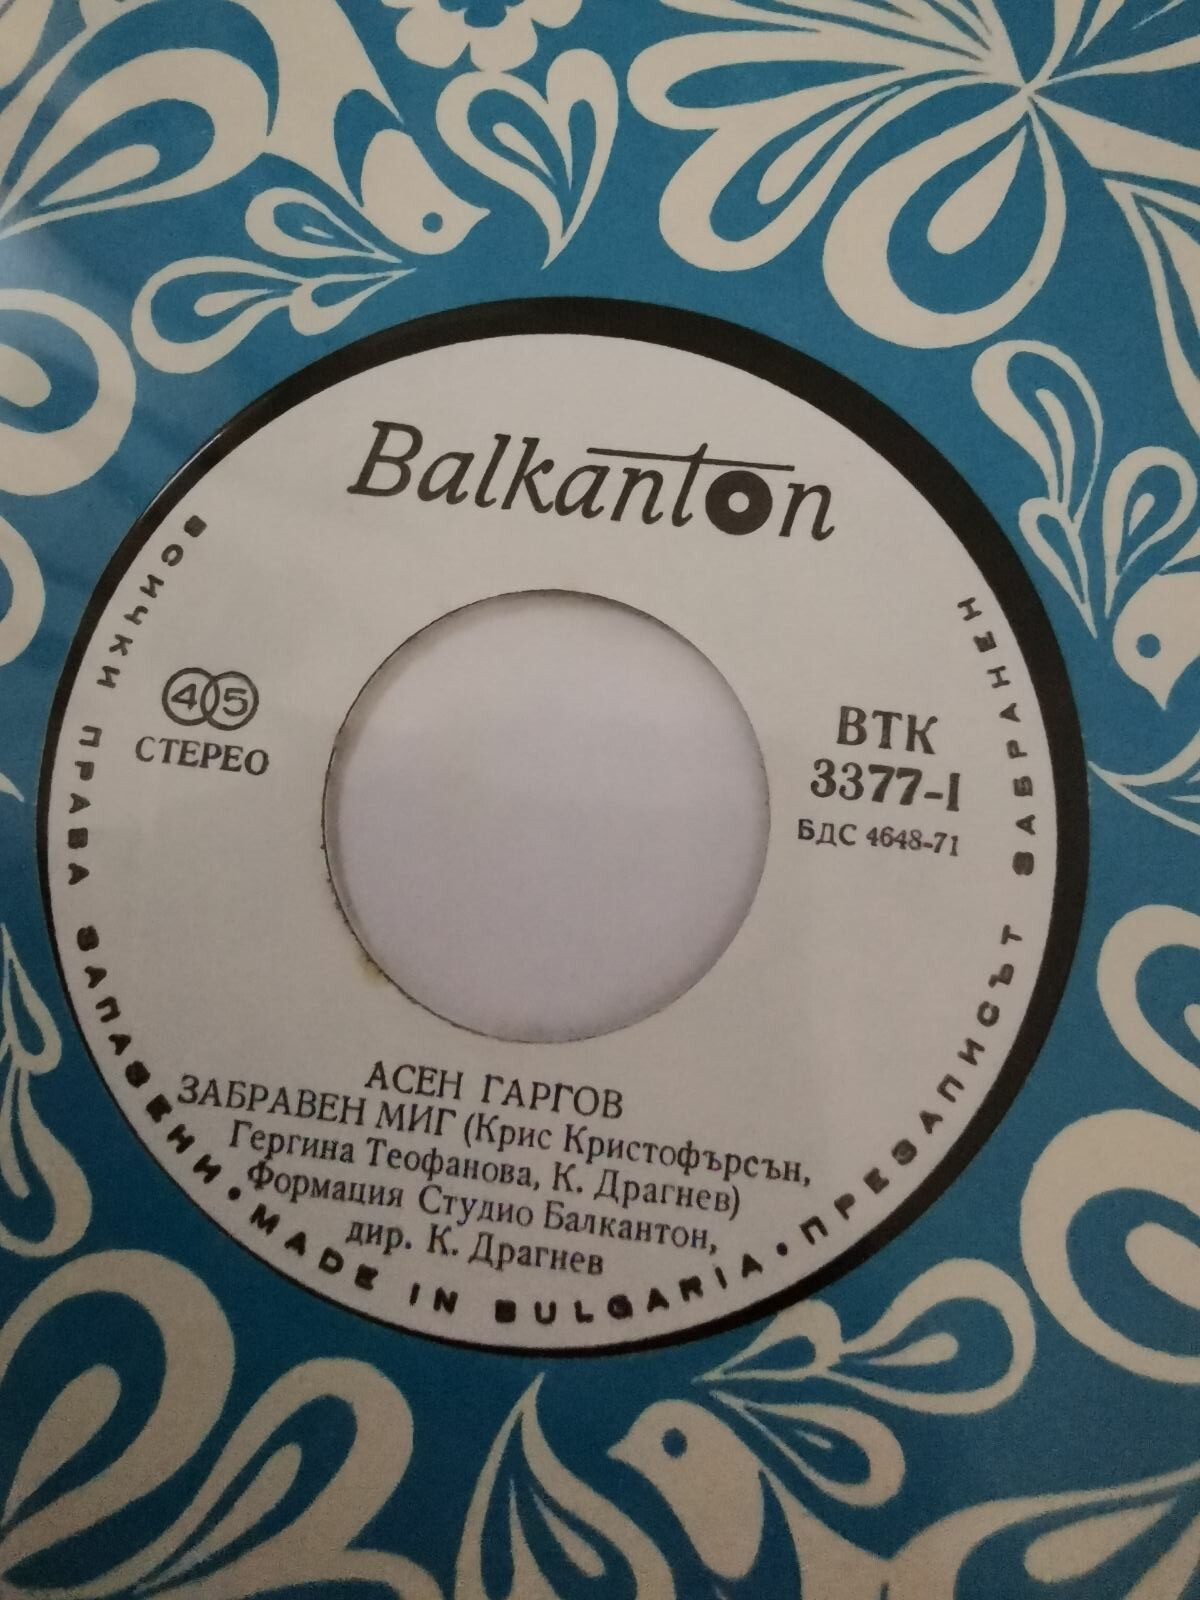 Balkanton
45
СТЕРЕО
ВТК
3377-I
БДС 4648-71
АСЕН ГАРГОВ
ЗАБРАВЕН МИГ (Крис Кристофърсън,
Гергина Теофанова, К. Драгнев)
Формация Студио Балкантон,
дир. К. Драгнев
ВСИЧКИ ПРАВА ЗАПАЗЕНИ • MADE IN BULGARIA • ПРЕЗАПИСЪТ ЗАБРАНЕН